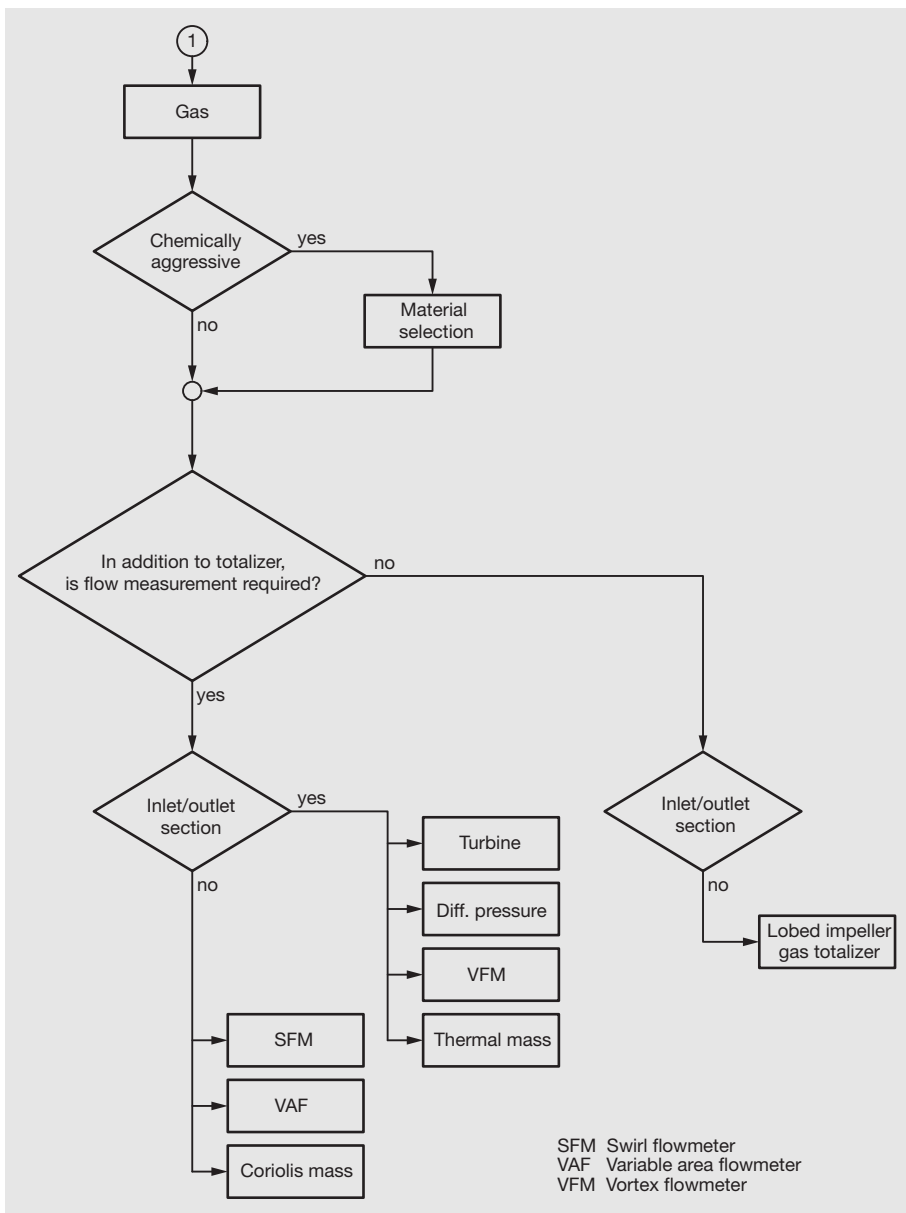 1
Gas
Chemically
aggressive
yes
no
Material
selection
In addition to totalizer,
is flow measurement required?
no
yes
Inlet/outlet
section
yes
no
Turbine
Diff. pressure
VFM
Thermal mass
SFM
VAF
Coriolis mass
Inlet/outlet
section
no
Lobed impeller
gas totalizer
SFM Swirl flowmeter
VAF Variable area flowmeter
VFM Vortex flowmeter